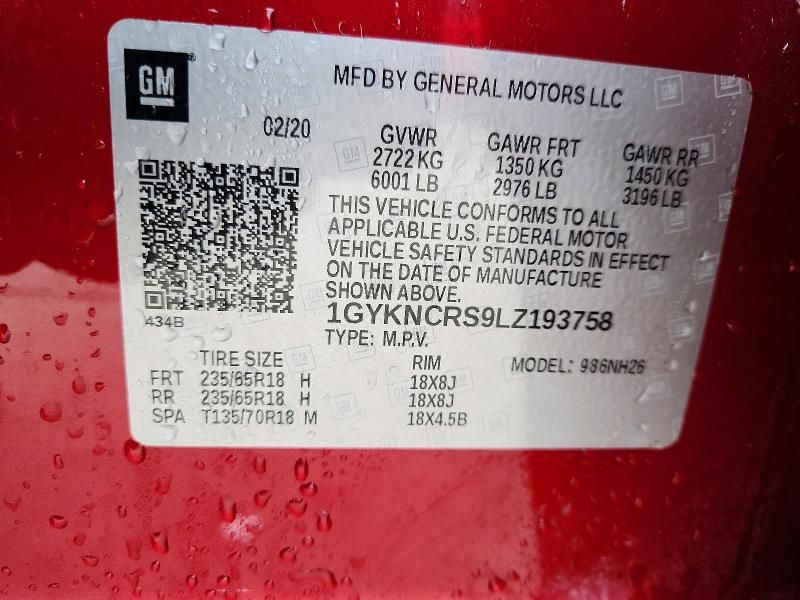 GM
MFD BY GENERAL MOTORS LLC
02/20
GVWR
2722 KG
6001 LB
GAWR FRT
1350 KG
2976 LB
GAWR RR
1450 KG
3196 LB
THIS VEHICLE CONFORMS TO ALL
APPLICABLE U.S. FEDERAL MOTOR
VEHICLE SAFETY STANDARDS IN EFFECT
ON THE DATE OF MANUFACTURE
SHOWN ABOVE.
1GYKNCRS9LZ193758
TYPE: M.P.V.
434B
TIRE SIZE RIM MODEL: 986NH26
FRT 235/65R18 H 18X8J
RR 235/65R18 H 18X8J
SPA T135/70R18 M 18X4.5B